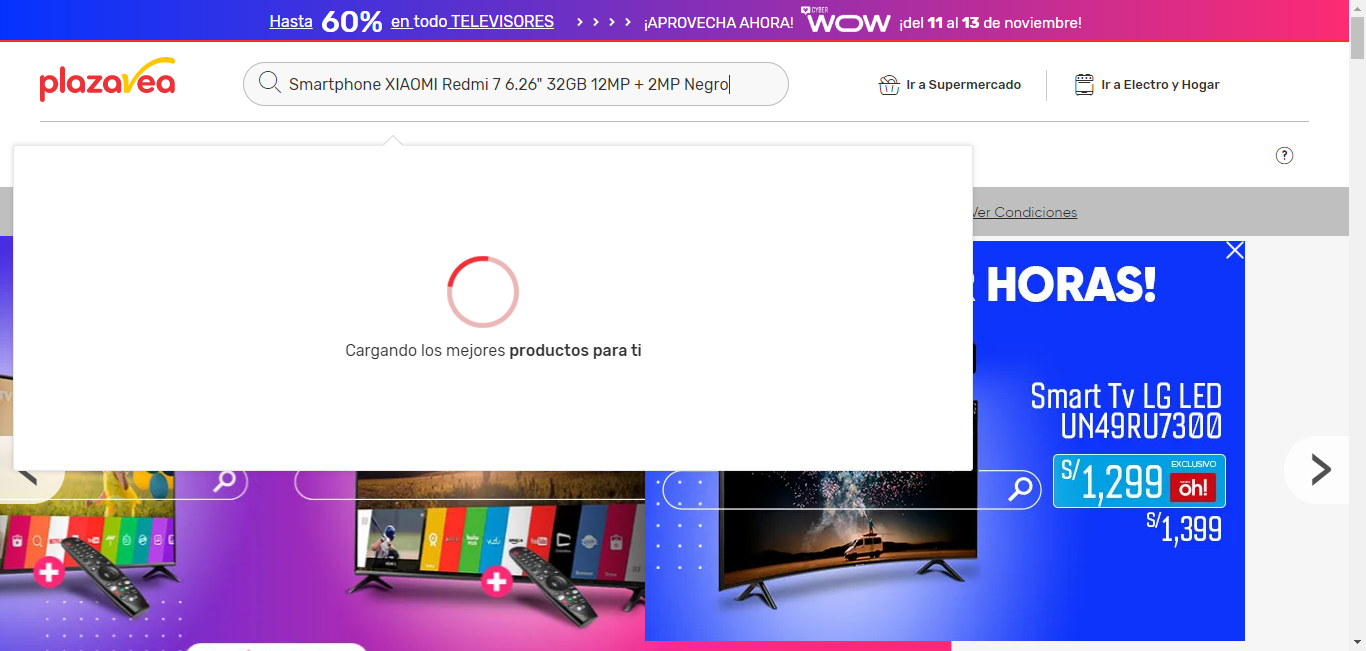 Hasta 60% en todo TELEVISORES > > > > ¡APROVECHA AHORA! CYBER WOW ¡del 11 al 13 de noviembre!
plazavea
Smartphone XIAOMI Redmi 7 6.26" 32GB 12MP + 2MP Negro
Ir a Supermercado
Ir a Electro y Hogar
?
Ver Condiciones
HORAS!
Cargando los mejores productos para ti
Smart Tv LG LED
UN49RU7300
S/1,299 EXCLUSIVO oh!
S/1,399